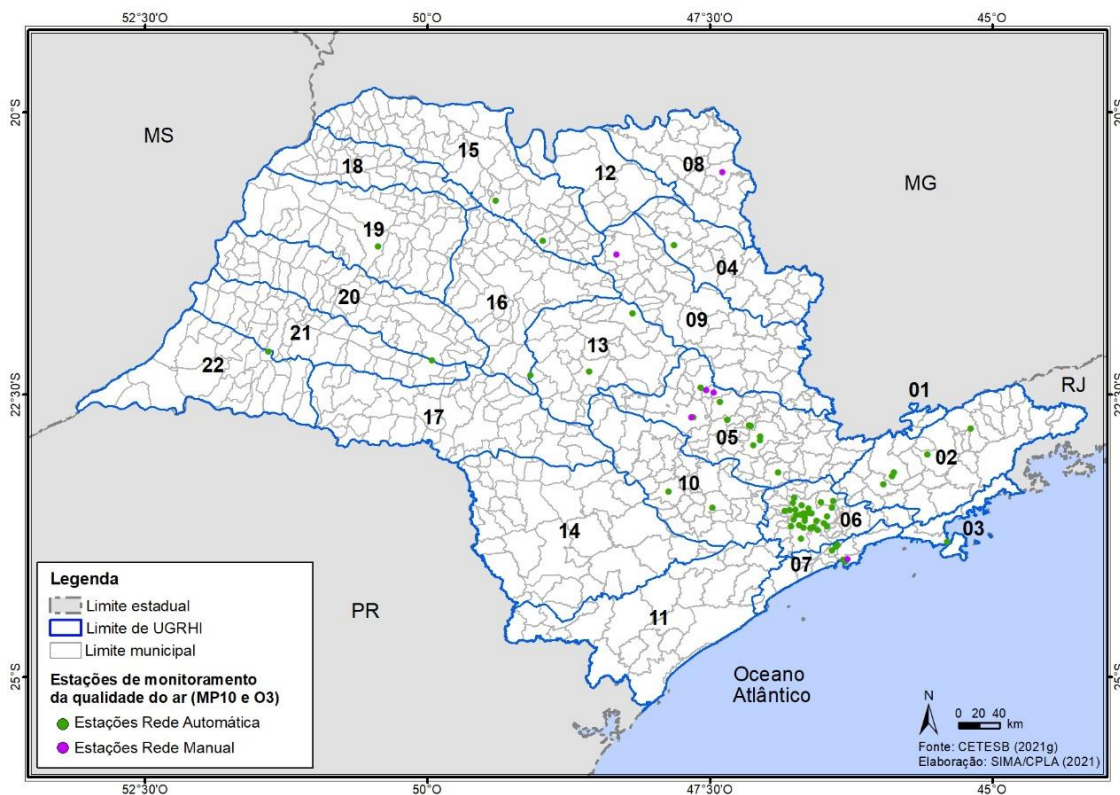 52°30'O 50°O 47°30'O 45°O
20°S 20°S
MS
15
18
12
08
MG
19
04
20
16
09
21
13
22
RJ
22°30'S 22°30'S
01
17
05
02
10
06
03
14
07
11
PR
25°S 25°S
Oceano
Atlântico
Legenda
Limite estadual
Limite de UGRHI
Limite municipal
Estações de monitoramento
da qualidade do ar (MP10 e O3)
Estações Rede Automática
Estações Rede Manual
N
0 20 40
km
Fonte: CETESB (2021g)
Elaboração: SIMA/CPLA (2021)
52°30'O 50°O 47°30'O 45°O